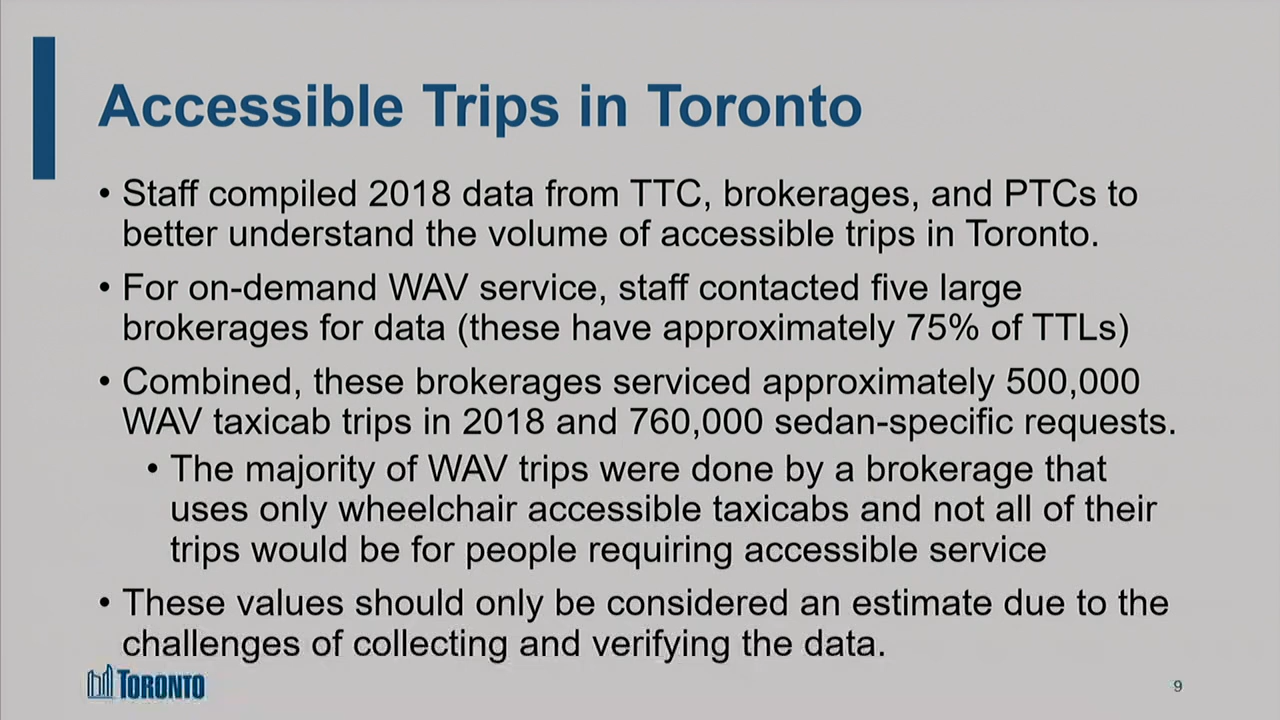 Accessible Trips in Toronto
• Staff compiled 2018 data from TTC, brokerages, and PTCs to
better understand the volume of accessible trips in Toronto.
• For on-demand WAV service, staff contacted five large
brokerages for data (these have approximately 75% of TTLs)
• Combined, these brokerages serviced approximately 500,000
WAV taxicab trips in 2018 and 760,000 sedan-specific requests.
• The majority of WAV trips were done by a brokerage that
uses only wheelchair accessible taxicabs and not all of their
trips would be for people requiring accessible service
• These values should only be considered an estimate due to the
challenges of collecting and verifying the data.
TORONTO
9